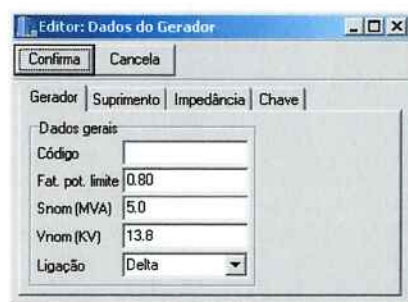 Editor: Dados do Gerador
Confirma Cancela
Gerador Suprimento Impedância Chave
Dados gerais
Código
Fat. pot. limite 0.80
Snom (MVA) 5.0
Vnom (KV) 13.8
Ligação Delta